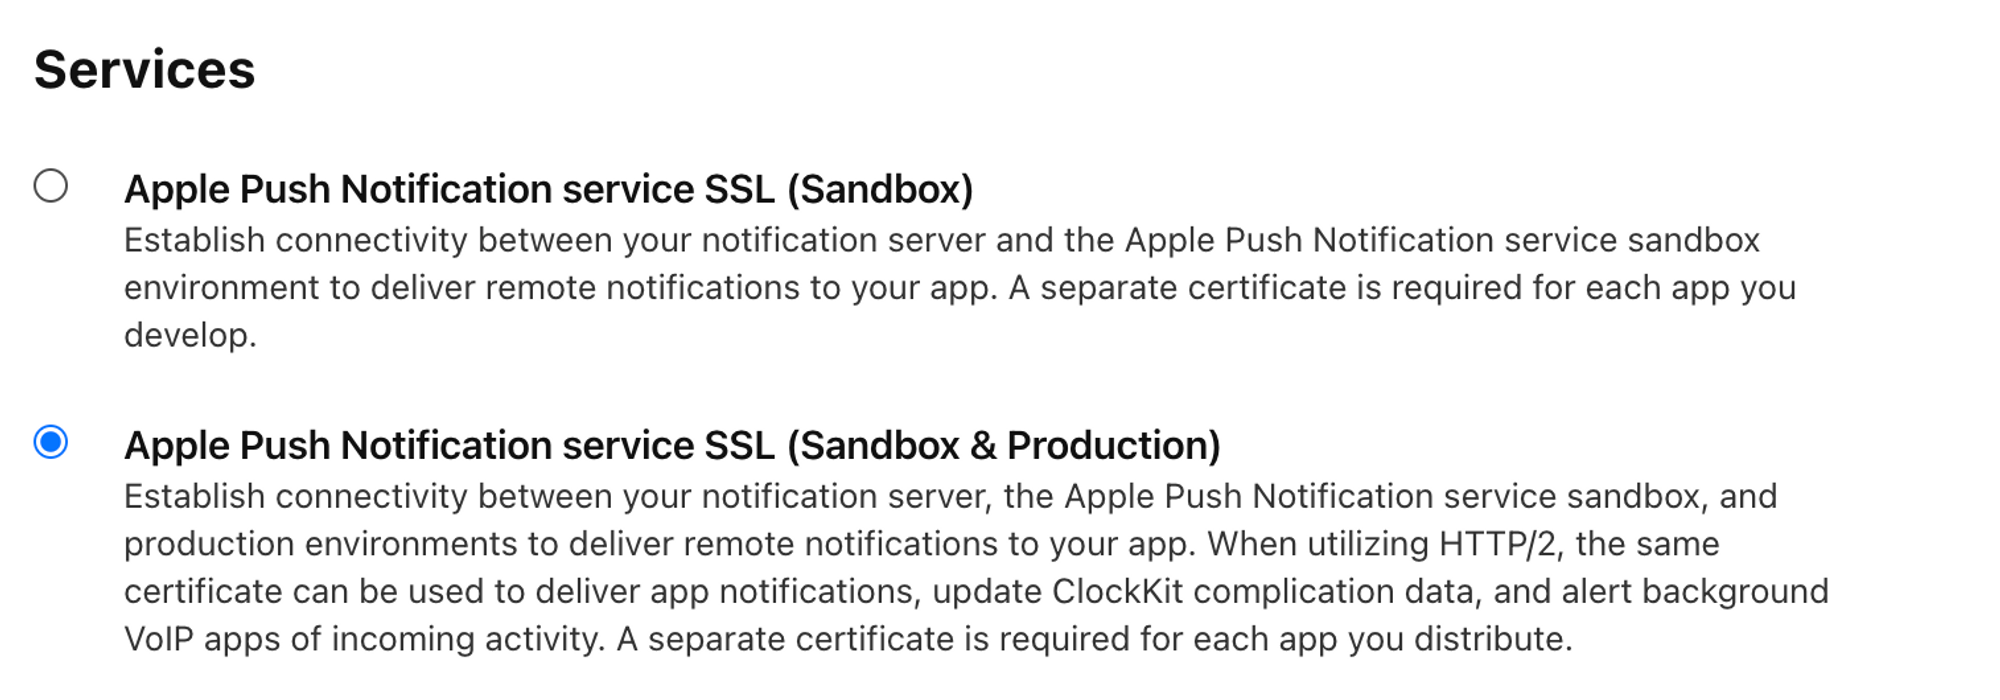 Services
Apple Push Notification service SSL (Sandbox)
Establish connectivity between your notification server and the Apple Push Notification service sandbox
environment to deliver remote notifications to your app. A separate certificate is required for each app you
develop.
Apple Push Notification service SSL (Sandbox & Production)
Establish connectivity between your notification server, the Apple Push Notification service sandbox, and
production environments to deliver remote notifications to your app. When utilizing HTTP/2, the same
certificate can be used to deliver app notifications, update ClockKit complication data, and alert background
VoIP apps of incoming activity. A separate certificate is required for each app you distribute.